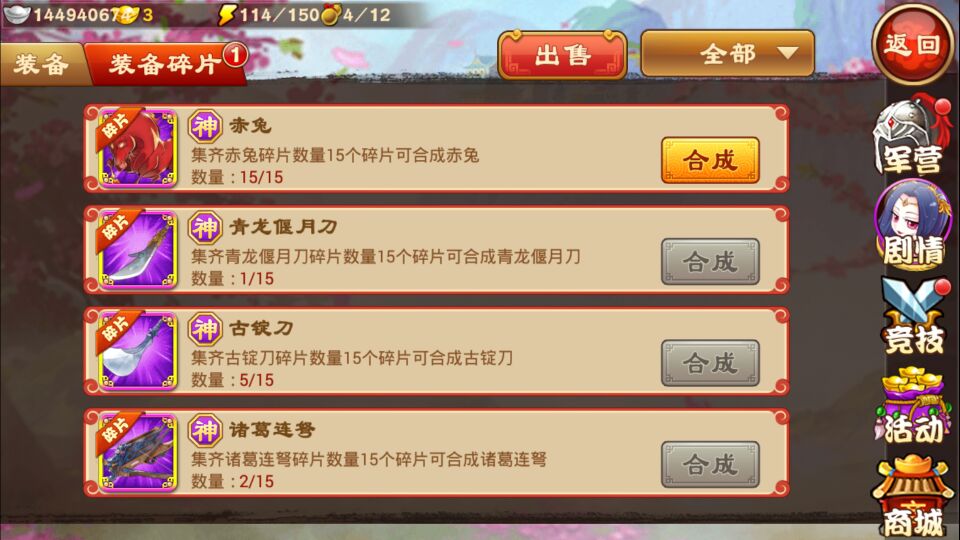 144940674 3 114/150 4/12
装备 装备碎片 1 出售 全部 返回
碎片 神 赤兔
集齐赤兔碎片数量15个碎片可合成赤兔
数量：15/15
合成
碎片 神 青龙偃月刀
集齐青龙偃月刀碎片数量15个碎片可合成青龙偃月刀
数量：1/15
合成
碎片 神 古锭刀
集齐古锭刀碎片数量15个碎片可合成古锭刀
数量：5/15
合成
碎片 神 诸葛连弩
集齐诸葛连弩碎片数量15个碎片可合成诸葛连弩
数量：2/15
合成
军营
剧情
竞技
活动
商城